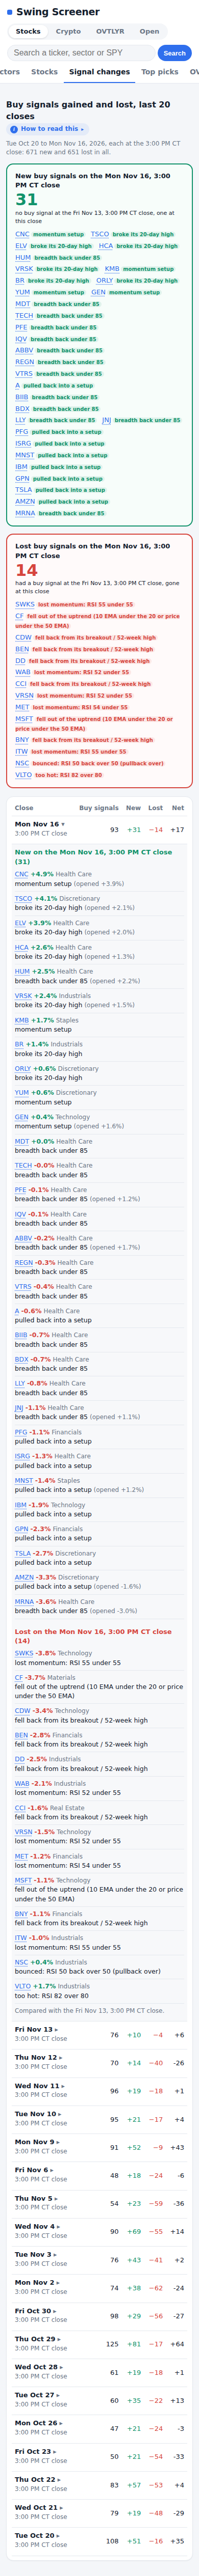 Swing Screener
Stocks Crypto OVTLYR Open
Search a ticker, sector or SPY Search
ctors Stocks Signal changes Top picks OV
Buy signals gained and lost, last 20
closes
i How to read this ▸
Tue Oct 20 to Mon Nov 16, 2026, each at the 3:00 PM CT
close: 671 new and 651 lost in all.
New buy signals on the Mon Nov 16, 3:00
PM CT close
31
no buy signal at the Fri Nov 13, 3:00 PM CT close, one at
this close
CNC momentum setup TSCO broke its 20-day high
ELV broke its 20-day high HCA broke its 20-day high
HUM breadth back under 85
VRSK broke its 20-day high KMB momentum setup
BR broke its 20-day high ORLY broke its 20-day high
YUM momentum setup GEN momentum setup
MDT breadth back under 85
TECH breadth back under 85
PFE breadth back under 85
IQV breadth back under 85
ABBV breadth back under 85
REGN breadth back under 85
VTRS breadth back under 85
A pulled back into a setup
BIIB breadth back under 85
BDX breadth back under 85
LLY breadth back under 85 JNJ breadth back under 85
PFG pulled back into a setup
ISRG pulled back into a setup
MNST pulled back into a setup
IBM pulled back into a setup
GPN pulled back into a setup
TSLA pulled back into a setup
AMZN pulled back into a setup
MRNA breadth back under 85
Lost buy signals on the Mon Nov 16, 3:00
PM CT close
14
had a buy signal at the Fri Nov 13, 3:00 PM CT close, gone
at this close
SWKS lost momentum: RSI 55 under 55
CF fell out of the uptrend (10 EMA under the 20 or price
under the 50 EMA)
CDW fell back from its breakout / 52-week high
BEN fell back from its breakout / 52-week high
DD fell back from its breakout / 52-week high
WAB lost momentum: RSI 52 under 55
CCI fell back from its breakout / 52-week high
VRSN lost momentum: RSI 52 under 55
MET lost momentum: RSI 54 under 55
MSFT fell out of the uptrend (10 EMA under the 20 or
price under the 50 EMA)
BNY fell back from its breakout / 52-week high
ITW lost momentum: RSI 55 under 55
NSC bounced: RSI 50 back over 50 (pullback over)
VLTO too hot: RSI 82 over 80
Close Buy signals New Lost Net
Mon Nov 16 ▾
3:00 PM CT close 93 +31 −14 +17
New on the Mon Nov 16, 3:00 PM CT close
(31)
CNC +4.9% Health Care
momentum setup (opened +3.9%)
TSCO +4.1% Discretionary
broke its 20-day high (opened +2.1%)
ELV +3.9% Health Care
broke its 20-day high (opened +2.0%)
HCA +2.6% Health Care
broke its 20-day high (opened +1.3%)
HUM +2.5% Health Care
breadth back under 85 (opened +2.2%)
VRSK +2.4% Industrials
broke its 20-day high (opened +1.5%)
KMB +1.7% Staples
momentum setup
BR +1.4% Industrials
broke its 20-day high
ORLY +0.6% Discretionary
broke its 20-day high
YUM +0.6% Discretionary
momentum setup
GEN +0.4% Technology
momentum setup (opened +1.6%)
MDT +0.0% Health Care
breadth back under 85
TECH -0.0% Health Care
breadth back under 85
PFE -0.1% Health Care
breadth back under 85 (opened +1.2%)
IQV -0.1% Health Care
breadth back under 85
ABBV -0.2% Health Care
breadth back under 85 (opened +1.7%)
REGN -0.3% Health Care
breadth back under 85
VTRS -0.4% Health Care
breadth back under 85
A -0.6% Health Care
pulled back into a setup
BIIB -0.7% Health Care
breadth back under 85
BDX -0.7% Health Care
breadth back under 85
LLY -0.8% Health Care
breadth back under 85
JNJ -1.1% Health Care
breadth back under 85 (opened +1.1%)
PFG -1.1% Financials
pulled back into a setup
ISRG -1.3% Health Care
pulled back into a setup
MNST -1.4% Staples
pulled back into a setup (opened +1.2%)
IBM -1.9% Technology
pulled back into a setup
GPN -2.3% Financials
pulled back into a setup
TSLA -2.7% Discretionary
pulled back into a setup
AMZN -3.3% Discretionary
pulled back into a setup (opened -1.6%)
MRNA -3.6% Health Care
breadth back under 85 (opened -3.0%)
Lost on the Mon Nov 16, 3:00 PM CT close
(14)
SWKS -3.8% Technology
lost momentum: RSI 55 under 55
CF -3.7% Materials
fell out of the uptrend (10 EMA under the 20 or price
under the 50 EMA)
CDW -3.4% Technology
fell back from its breakout / 52-week high
BEN -2.8% Financials
fell back from its breakout / 52-week high
DD -2.5% Industrials
fell back from its breakout / 52-week high
WAB -2.1% Industrials
lost momentum: RSI 52 under 55
CCI -1.6% Real Estate
fell back from its breakout / 52-week high
VRSN -1.5% Technology
lost momentum: RSI 52 under 55
MET -1.2% Financials
lost momentum: RSI 54 under 55
MSFT -1.1% Technology
fell out of the uptrend (10 EMA under the 20 or price
under the 50 EMA)
BNY -1.1% Financials
fell back from its breakout / 52-week high
ITW -1.0% Industrials
lost momentum: RSI 55 under 55
NSC +0.4% Industrials
bounced: RSI 50 back over 50 (pullback over)
VLTO +1.7% Industrials
too hot: RSI 82 over 80
Compared with the Fri Nov 13, 3:00 PM CT close.
Fri Nov 13 ▸
3:00 PM CT close 76 +10 −4 +6
Thu Nov 12 ▸
3:00 PM CT close 70 +14 −40 -26
Wed Nov 11 ▸
3:00 PM CT close 96 +19 −18 +1
Tue Nov 10 ▸
3:00 PM CT close 95 +21 −17 +4
Mon Nov 9 ▸
3:00 PM CT close 91 +52 −9 +43
Fri Nov 6 ▸
3:00 PM CT close 48 +18 −24 -6
Thu Nov 5 ▸
3:00 PM CT close 54 +23 −59 -36
Wed Nov 4 ▸
3:00 PM CT close 90 +69 −55 +14
Tue Nov 3 ▸
3:00 PM CT close 76 +43 −41 +2
Mon Nov 2 ▸
3:00 PM CT close 74 +38 −62 -24
Fri Oct 30 ▸
3:00 PM CT close 98 +29 −56 -27
Thu Oct 29 ▸
3:00 PM CT close 125 +81 −17 +64
Wed Oct 28 ▸
3:00 PM CT close 61 +19 −18 +1
Tue Oct 27 ▸
3:00 PM CT close 60 +35 −22 +13
Mon Oct 26 ▸
3:00 PM CT close 47 +21 −24 -3
Fri Oct 23 ▸
3:00 PM CT close 50 +21 −54 -33
Thu Oct 22 ▸
3:00 PM CT close 83 +57 −53 +4
Wed Oct 21 ▸
3:00 PM CT close 79 +19 −48 -29
Tue Oct 20 ▸
3:00 PM CT close 108 +51 −16 +35